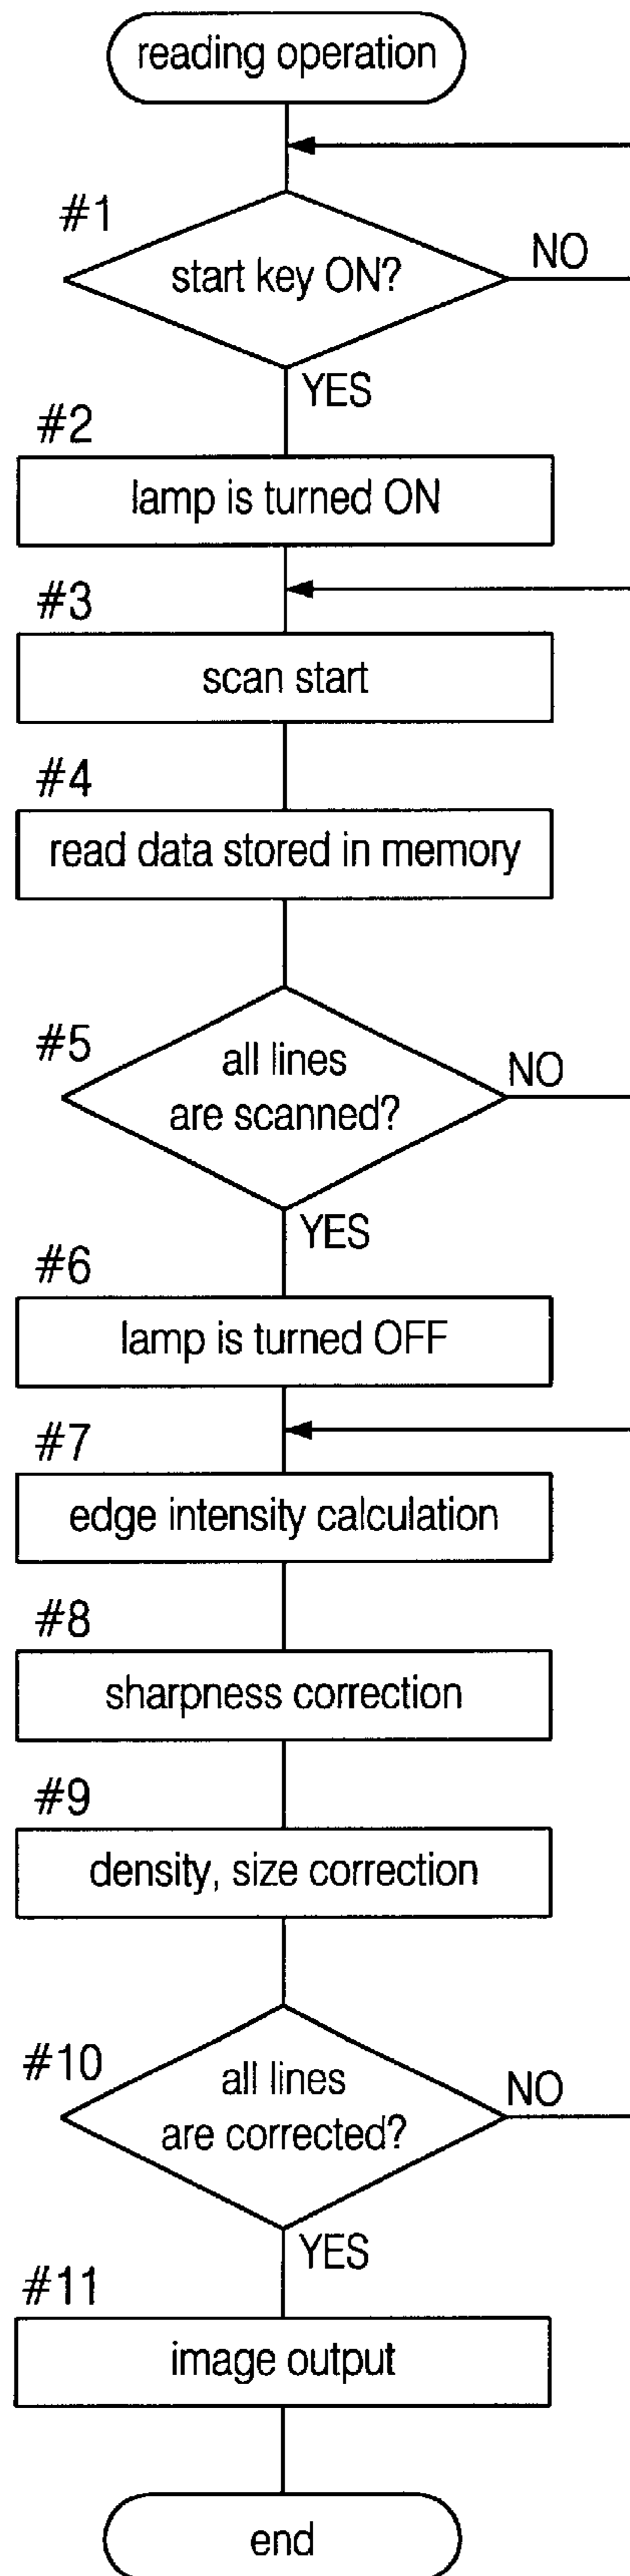 reading operation
#1
start key ON?
NO
YES
#2
lamp is turned ON
#3
scan start
#4
read data stored in memory
#5
all lines
are scanned?
NO
YES
#6
lamp is turned OFF
#7
edge intensity calculation
#8
sharpness correction
#9
density, size correction
#10
all lines
are corrected?
NO
YES
#11
image output
end